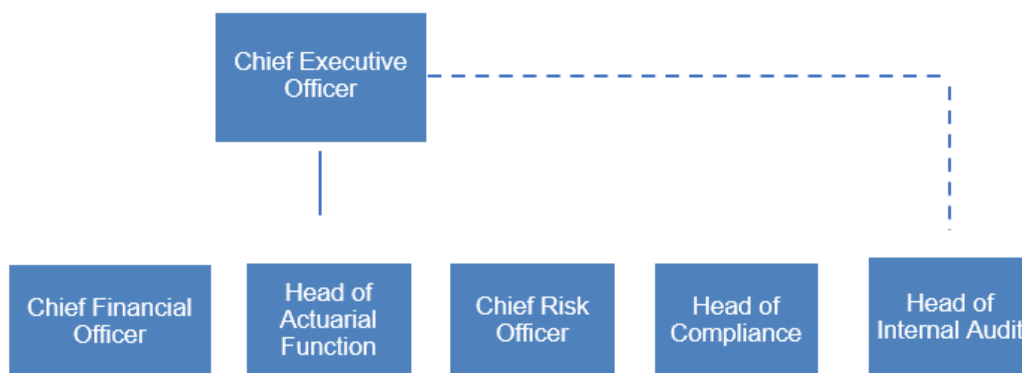 Chief Executive
Officer
Chief Financial
Officer
Head of
Actuarial
Function
Chief Risk
Officer
Head of
Compliance
Head of
Internal Audit